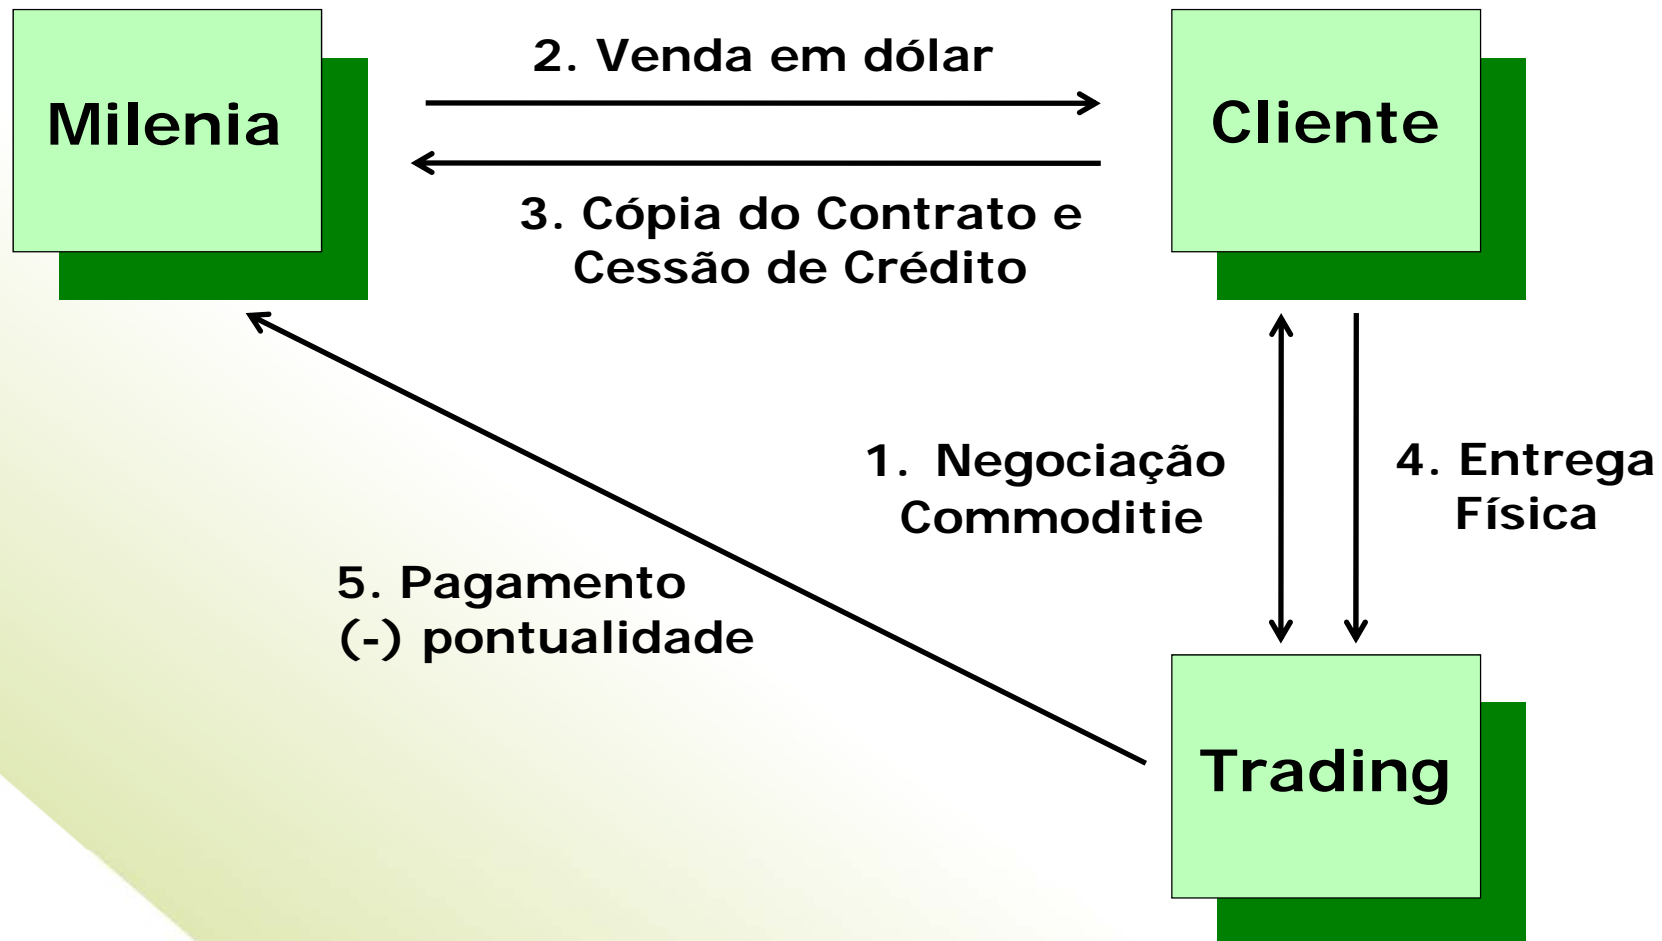 Milenia
2. Venda em dólar
Cliente
3. Cópia do Contrato e
Cessão de Crédito
1. Negociação
Commoditie
4. Entrega
Física
5. Pagamento
(-) pontualidade
Trading